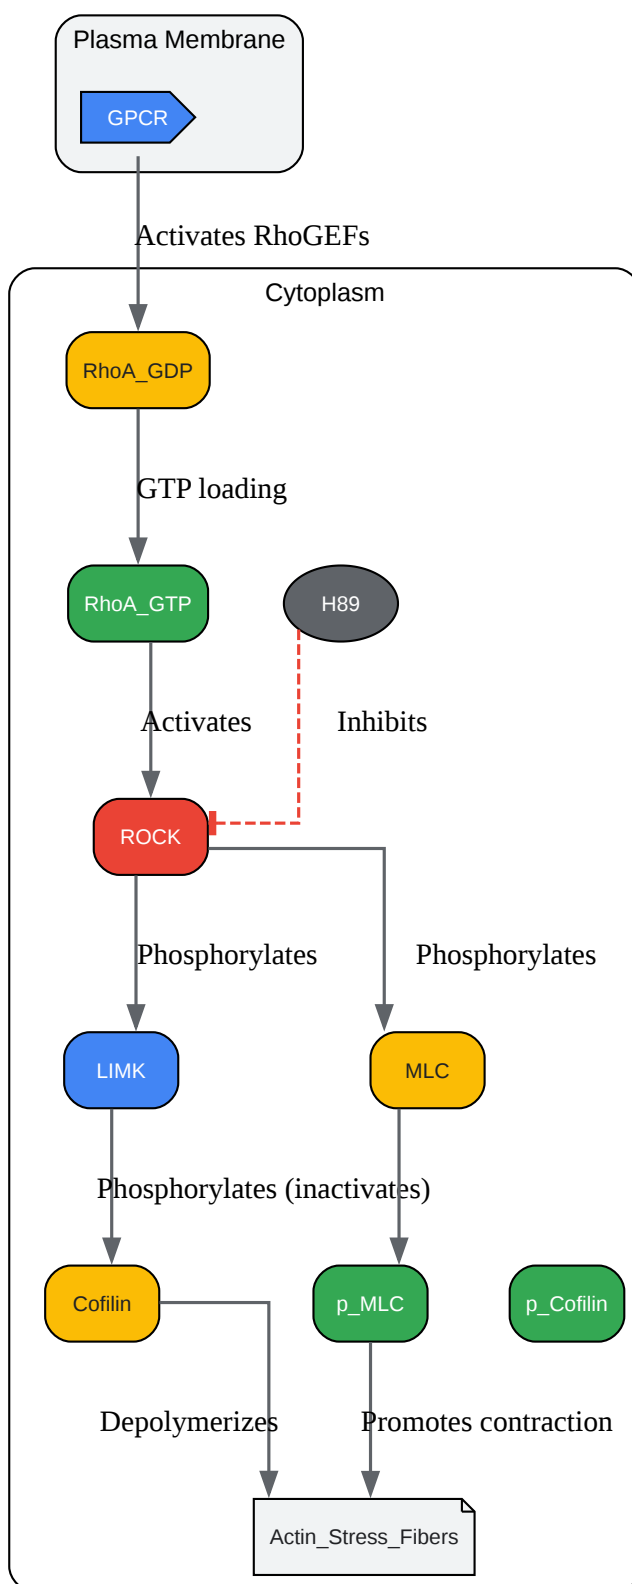 Plasma Membrane
GPCR
Activates RhoGEFs
Cytoplasm
RhoA_GDP
GTP loading
RhoA_GTP
H89
Activates
Inhibits
ROCK
Phosphorylates
Phosphorylates
LIMK
MLC
Phosphorylates (inactivates)
Cofilin
p_MLC
p_Cofilin
Depolymerizes
Promotes contraction
Actin_Stress_Fibers